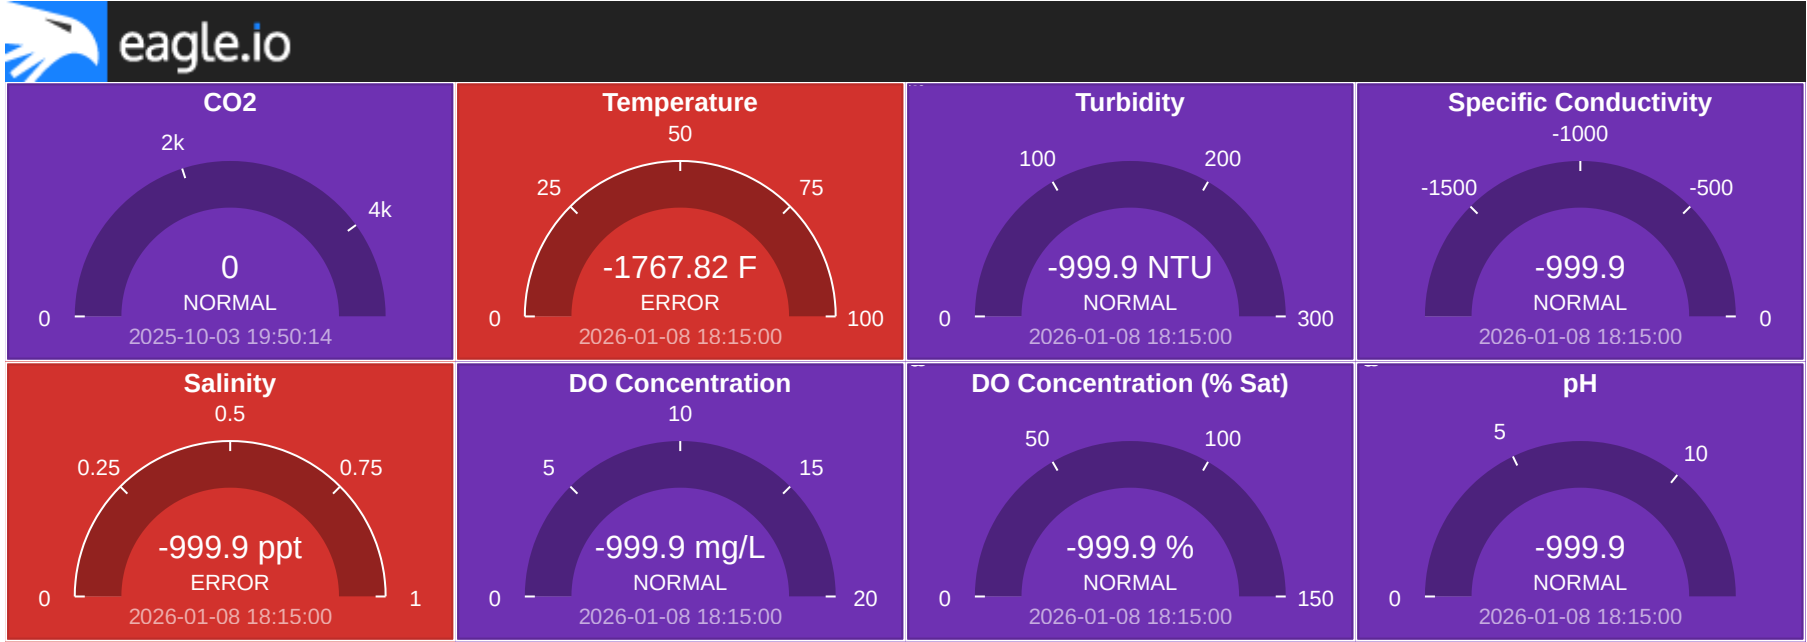 eagle.io
CO2
2k
4k
0
NORMAL
0
2025-10-03 19:50:14
Temperature
50
25
75
-1767.82 F
ERROR
0
100
2026-01-08 18:15:00
Turbidity
100
200
-999.9 NTU
NORMAL
0
300
2026-01-08 18:15:00
Specific Conductivity
-1000
-1500
-500
-999.9
NORMAL
0
2026-01-08 18:15:00
Salinity
0.5
0.25
0.75
-999.9 ppt
ERROR
0
1
2026-01-08 18:15:00
DO Concentration
10
5
15
-999.9 mg/L
NORMAL
0
20
2026-01-08 18:15:00
DO Concentration (% Sat)
50
100
-999.9 %
NORMAL
0
150
2026-01-08 18:15:00
pH
5
10
-999.9
NORMAL
0
2026-01-08 18:15:00